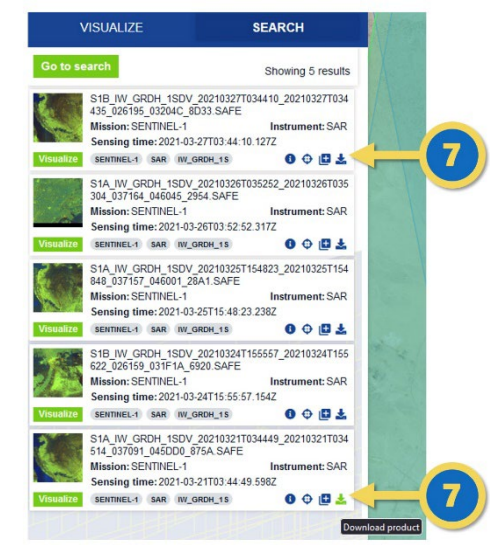 VISUALIZE SEARCH
Go to search Showing 5 results
S1B_IW_GRDH_1SDV_20210327T034410_20210327T034
435_026195_03204C_8D33.SAFE
Mission: SENTINEL-1 Instrument: SAR
Sensing time: 2021-03-27T03:44:10.127Z
Visualize SENTINEL-1 SAR IW_GRDH_1S
7
S1A_IW_GRDH_1SDV_20210326T035252_20210326T035
304_037164_046045_2954.SAFE
Mission: SENTINEL-1 Instrument: SAR
Sensing time: 2021-03-26T03:52:52.317Z
Visualize SENTINEL-1 SAR IW_GRDH_1S
S1A_IW_GRDH_1SDV_20210325T154823_20210325T154
848_037157_046001_28A1.SAFE
Mission: SENTINEL-1 Instrument: SAR
Sensing time: 2021-03-25T15:48:23.238Z
Visualize SENTINEL-1 SAR IW_GRDH_1S
S1B_IW_GRDH_1SDV_20210324T155557_20210324T155
622_026159_031F1A_6920.SAFE
Mission: SENTINEL-1 Instrument: SAR
Sensing time: 2021-03-24T15:55:57.154Z
Visualize SENTINEL-1 SAR IW_GRDH_1S
S1A_IW_GRDH_1SDV_20210321T034449_20210321T034
514_037091_045DD0_875A.SAFE
Mission: SENTINEL-1 Instrument: SAR
Sensing time: 2021-03-21T03:44:49.598Z
Visualize SENTINEL-1 SAR IW_GRDH_1S
7
Download product